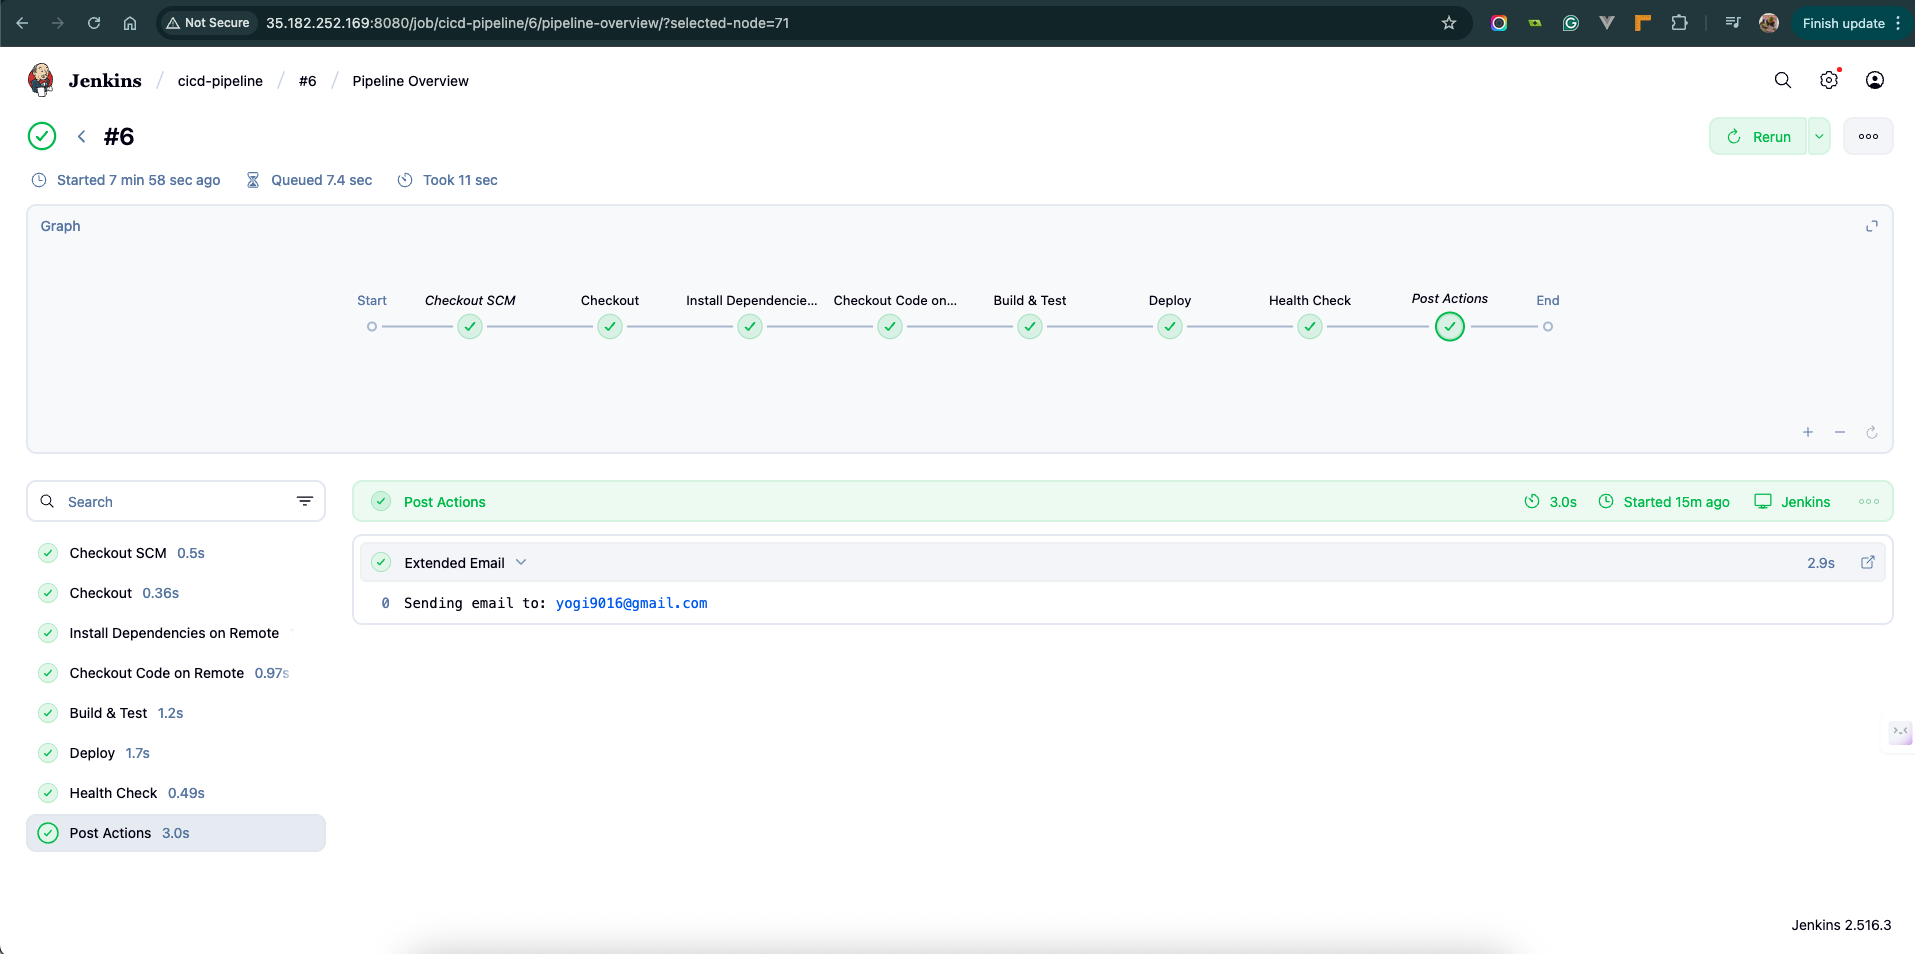 Not Secure 35.182.252.169:8080/job/cicd-pipeline/6/pipeline-overview/?selected-node=71 Finish update
Jenkins / cicd-pipeline / #6 / Pipeline Overview
#6 Rerun
Started 7 min 58 sec ago Queued 7.4 sec Took 11 sec
Graph
Start Checkout SCM Checkout Install Dependencie... Checkout Code on... Build & Test Deploy Health Check Post Actions End
Search
Post Actions 3.0s Started 15m ago Jenkins
Checkout SCM 0.5s
Extended Email 2.9s
Checkout 0.36s
0 Sending email to: yogi9016@gmail.com
Install Dependencies on Remote
Checkout Code on Remote 0.97s
Build & Test 1.2s
Deploy 1.7s
Health Check 0.49s
Post Actions 3.0s
Jenkins 2.516.3